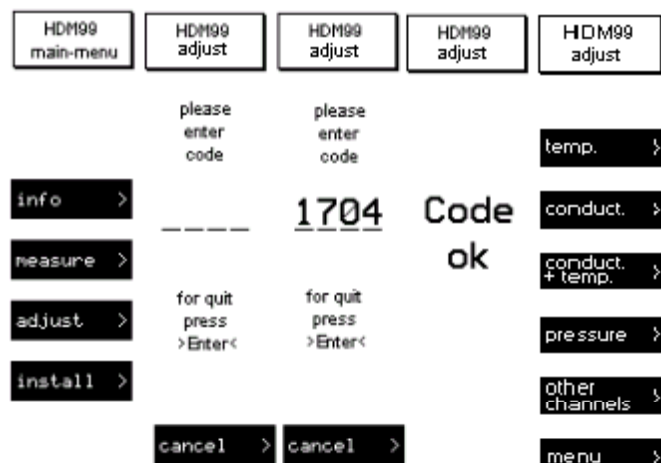 HDM99
main-menu
info >
measure >
adjust >
install >
HDM99
adjust
please
enter
code
_ _ _ _
for quit
press
>Enter<
cancel >
HDM99
adjust
please
enter
code
1704
for quit
press
>Enter<
cancel >
HDM99
adjust
Code
ok
HDM99
adjust
temp. >
conduct. >
conduct.
+ temp. >
pressure >
other
channels >
menu >